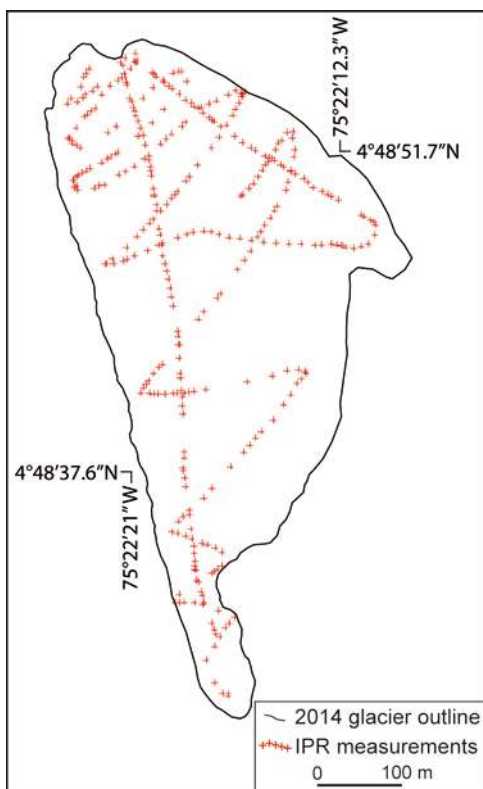 75°22'12.3"W
4°48'51.7"N
4°48'37.6"N
75°22'21"W
2014 glacier outline
IPR measurements
0 100 m